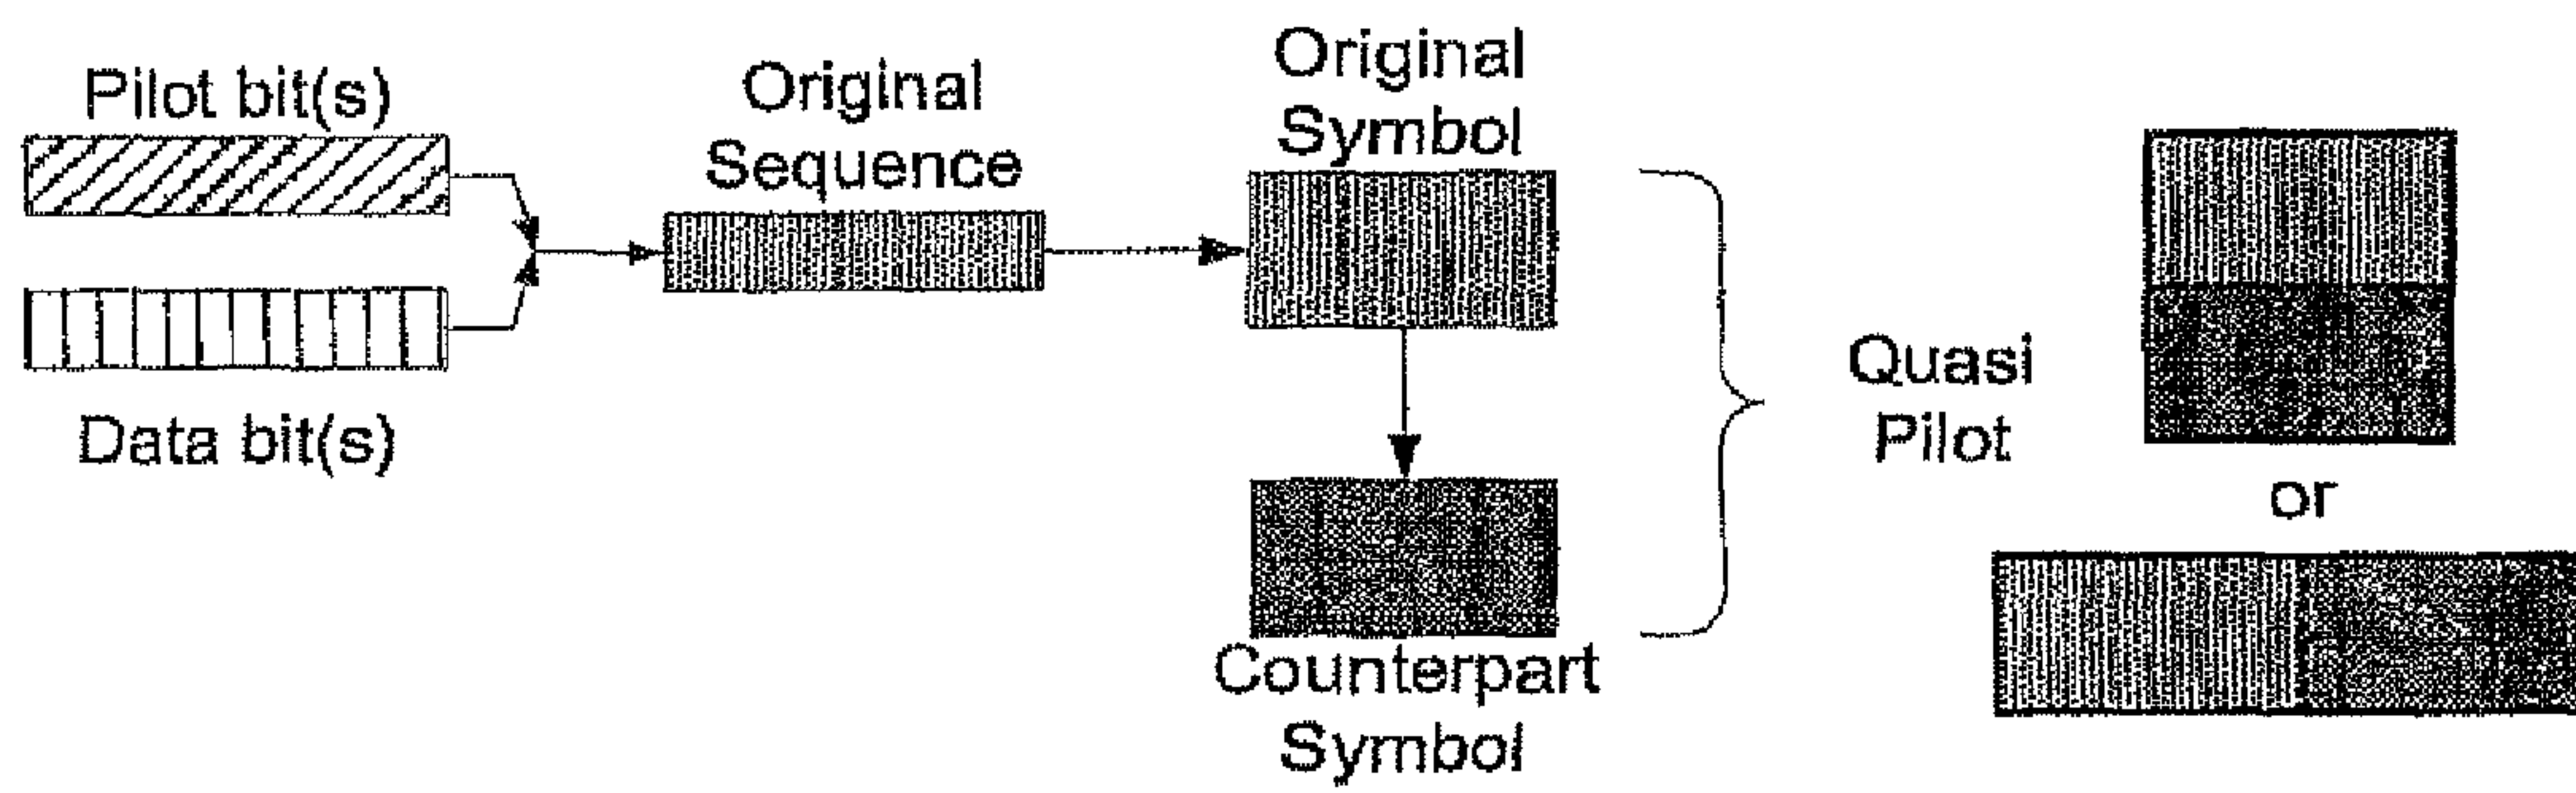 Pilot bit(s)
Data bit(s)
Original
Sequence
Original
Symbol
Counterpart
Symbol
Quasi
Pilot
or